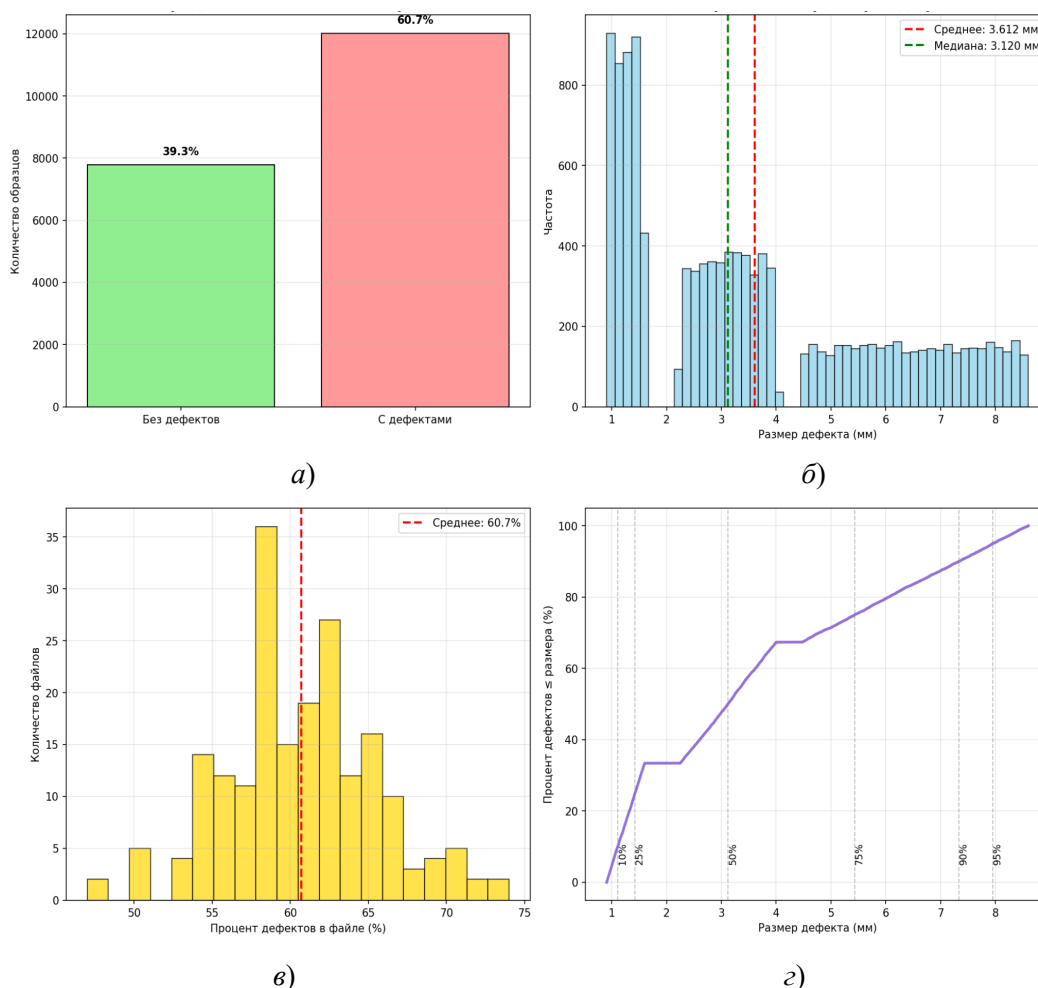 60.7%
39.3%
12000
10000
8000
6000
4000
2000
0
Количество образцов
Без дефектов
С дефектами
а)
Среднее: 3.612 мм
Медиана: 3.120 мм
800
600
400
200
0
Частота
1 2 3 4 5 6 7 8
Размер дефекта (мм)
б)
Среднее: 60.7%
35
30
25
20
15
10
5
0
Количество файлов
50 55 60 65 70 75
Процент дефектов в файле (%)
в)
100
80
60
40
20
0
Процент дефектов ≤ размера (%)
10%
25%
50%
75%
90%
95%
1 2 3 4 5 6 7 8
Размер дефекта (мм)
г)